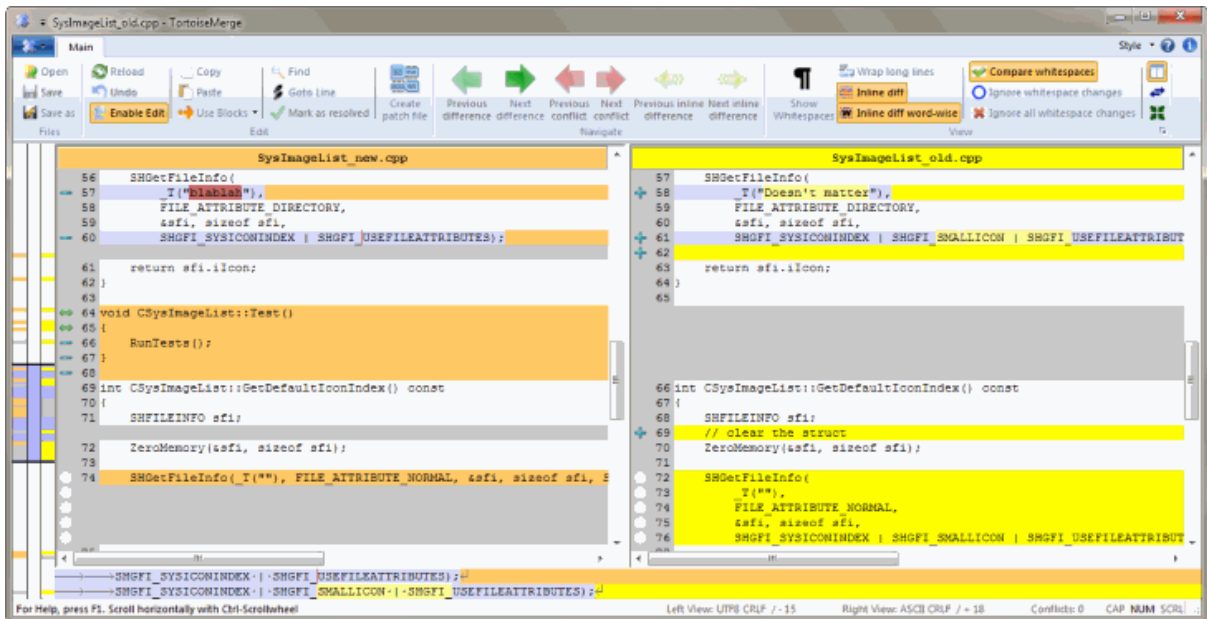 SysImageList_old.cpp - TortoiseMerge
Main
Style
Open
Save
Save as
Files
Reload
Undo
Enable Edit
Copy
Paste
Use Blocks
Find
Goto Line
Mark as resolved
Edit
Create patch file
Previous difference
Next difference
Previous conflict
Next conflict
Previous inline difference
Next inline difference
Navigate
Show Whitespaces
Wrap long lines
Inline diff
Inline diff word-wise
Compare whitespaces
Ignore whitespace changes
Ignore all whitespace changes
View
SysImageList_new.cpp
56 SHGetFileInfo(
57 _T("blablah"),
58 FILE_ATTRIBUTE_DIRECTORY,
59 &sfi, sizeof sfi,
60 SHGFI_SYSICONINDEX | SHGFI_USEFILEATTRIBUTES);
61 return sfi.iIcon;
62 }
63
64 void CSysImageList::Test()
65 {
66 RunTests();
67 }
68
69 int CSysImageList::GetDefaultIconIndex() const
70 {
71 SHFILEINFO sfi;
72 ZeroMemory(&sfi, sizeof sfi);
73
74 SHGetFileInfo(_T(""), FILE_ATTRIBUTE_NORMAL, &sfi, sizeof sfi, S
SysImageList_old.cpp
57 SHGetFileInfo(
58 _T("Doesn't matter"),
59 FILE_ATTRIBUTE_DIRECTORY,
60 &sfi, sizeof sfi,
61 SHGFI_SYSICONINDEX | SHGFI_SMALLICON | SHGFI_USEFILEATTRIBUT
62
63 return sfi.iIcon;
64 }
65
66 int CSysImageList::GetDefaultIconIndex() const
67 {
68 SHFILEINFO sfi;
69 // clear the struct
70 ZeroMemory(&sfi, sizeof sfi);
71
72 SHGetFileInfo(
73 _T(""),
74 FILE_ATTRIBUTE_NORMAL,
75 &sfi, sizeof sfi,
76 SHGFI_SYSICONINDEX | SHGFI_SMALLICON | SHGFI_USEFILEATTRIBUT
SHGFI_SYSICONINDEX·|·SHGFI_USEFILEATTRIBUTES);
SHGFI_SYSICONINDEX·|·SHGFI_SMALLICON·|·SHGFI_USEFILEATTRIBUTES);
For Help, press F1. Scroll horizontally with Ctrl-Scrollwheel
Left View: UTF8 CRLF / - 15
Right View: ASCII CRLF / + 18
Conflicts: 0
CAP NUM SCRL